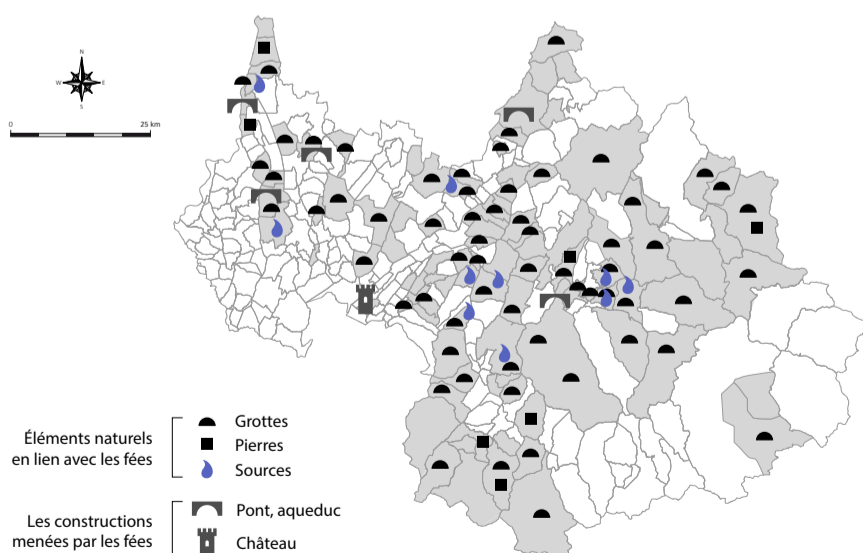 N
W E
S
0 25 km
Éléments naturels
en lien avec les fées
Grottes
Pierres
Sources
Les constructions
menées par les fées
Pont, aqueduc
Château